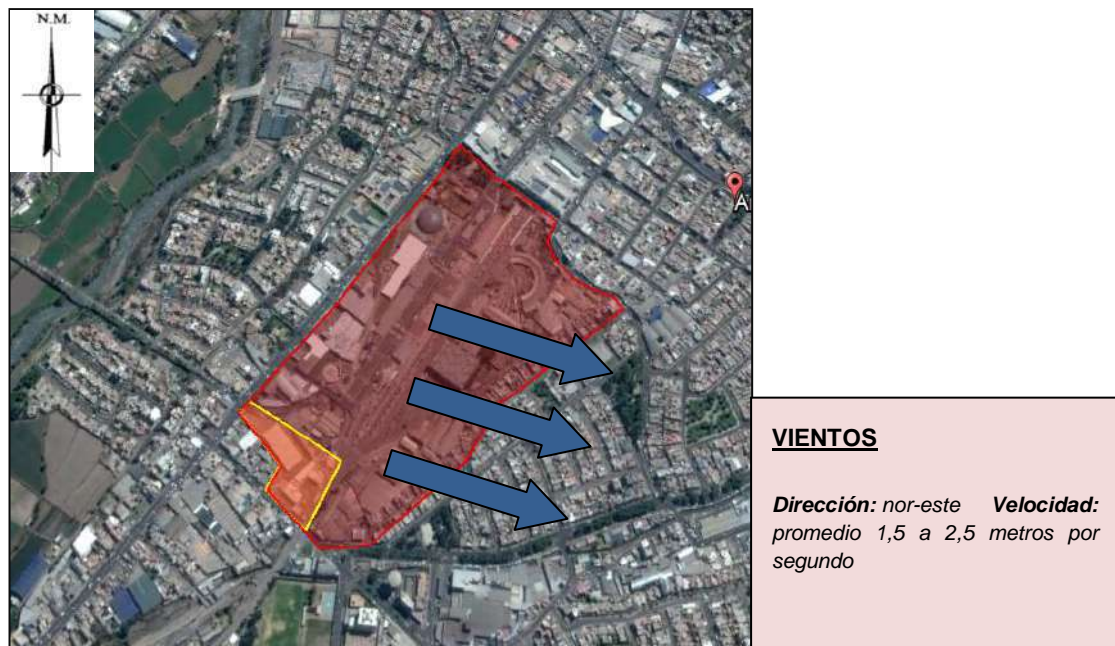 N.M.
A
VIENTOS
Dirección: nor-este Velocidad:
promedio 1,5 a 2,5 metros por
segundo